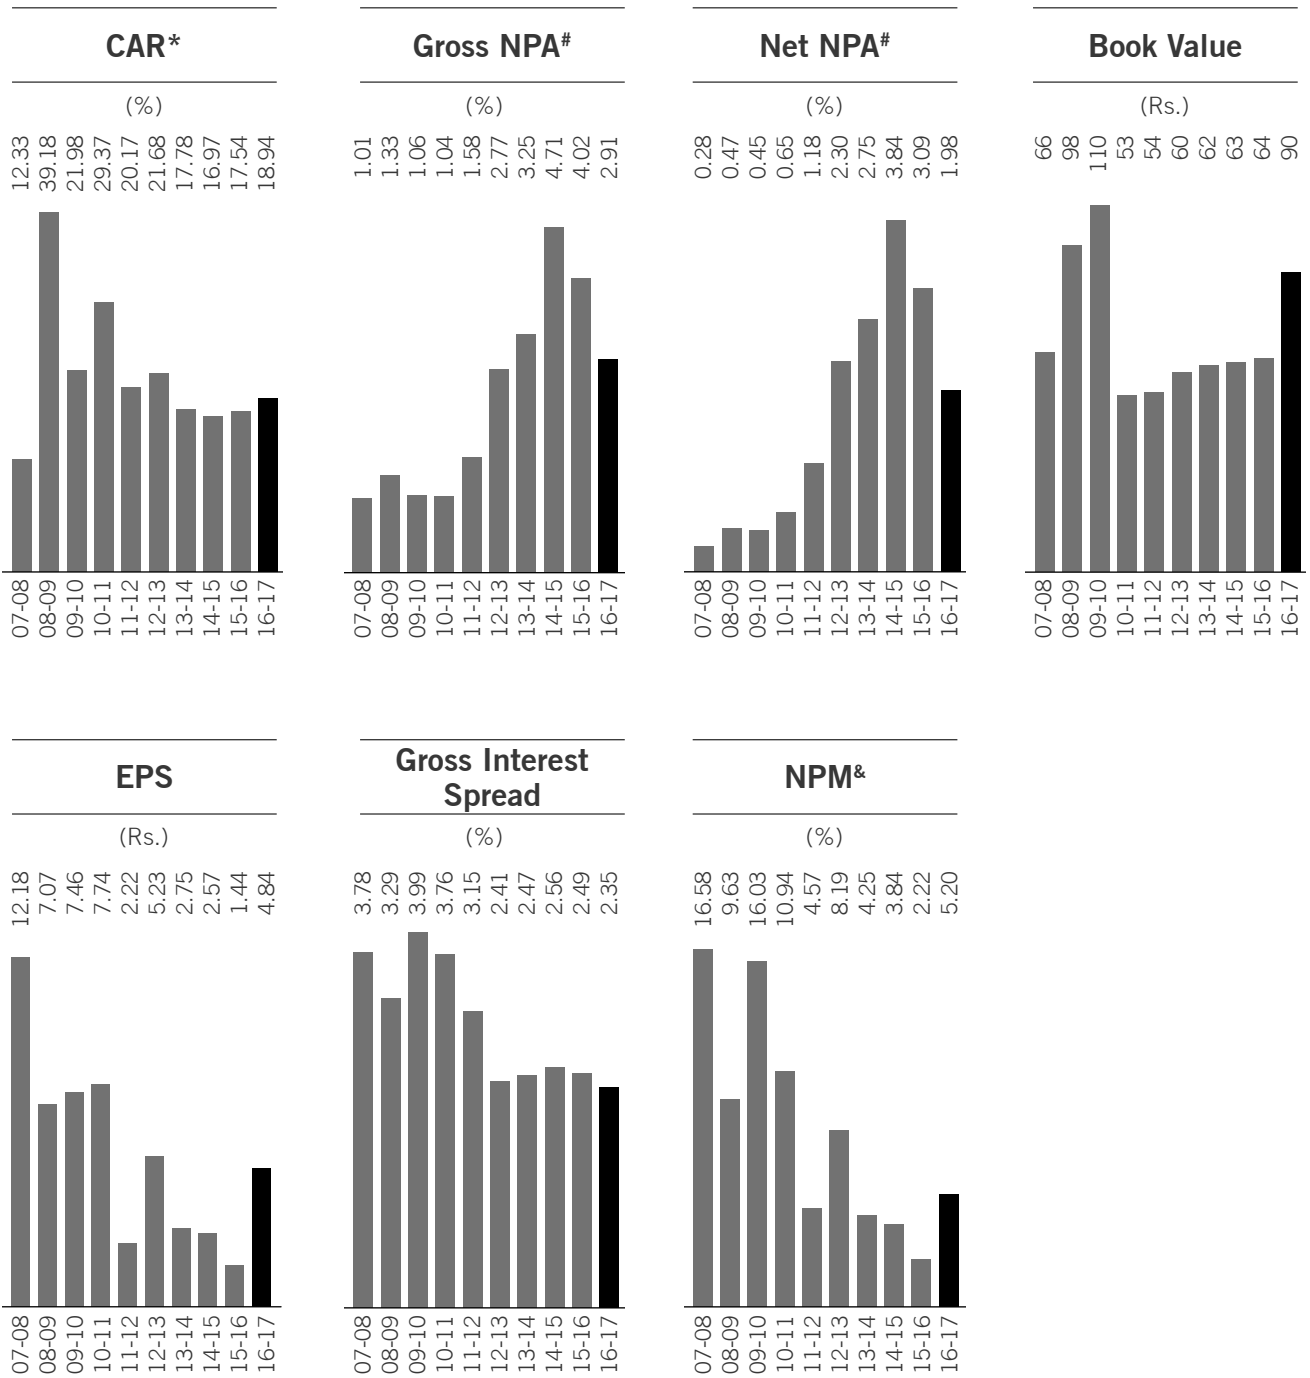 CAR*
(%)
12.33 39.18 21.98 29.37 20.17 21.68 17.78 16.97 17.54 18.94
07-08 08-09 09-10 10-11 11-12 12-13 13-14 14-15 15-16 16-17
Gross NPA#
(%)
1.01 1.33 1.06 1.04 1.58 2.77 3.25 4.71 4.02 2.91
07-08 08-09 09-10 10-11 11-12 12-13 13-14 14-15 15-16 16-17
Net NPA#
(%)
0.28 0.47 0.45 0.65 1.18 2.30 2.75 3.84 3.09 1.98
07-08 08-09 09-10 10-11 11-12 12-13 13-14 14-15 15-16 16-17
Book Value
(Rs.)
66 98 110 53 54 60 62 63 64 90
07-08 08-09 09-10 10-11 11-12 12-13 13-14 14-15 15-16 16-17
EPS
(Rs.)
12.18 7.07 7.46 7.74 2.22 5.23 2.75 2.57 1.44 4.84
07-08 08-09 09-10 10-11 11-12 12-13 13-14 14-15 15-16 16-17
Gross Interest
Spread
(%)
3.78 3.29 3.99 3.76 3.15 2.41 2.47 2.56 2.49 2.35
07-08 08-09 09-10 10-11 11-12 12-13 13-14 14-15 15-16 16-17
NPM&
(%)
16.58 9.63 16.03 10.94 4.57 8.19 4.25 3.84 2.22 5.20
07-08 08-09 09-10 10-11 11-12 12-13 13-14 14-15 15-16 16-17